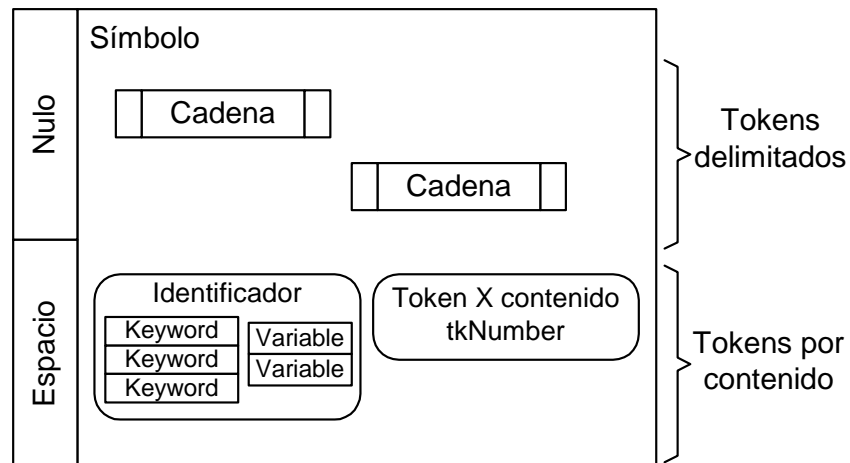 Símbolo
Nulo
Cadena
Cadena
Tokens
delimitados
Espacio
Identificador
Keyword
Keyword
Keyword
Variable
Variable
Token X contenido
tkNumber
Tokens por
contenido